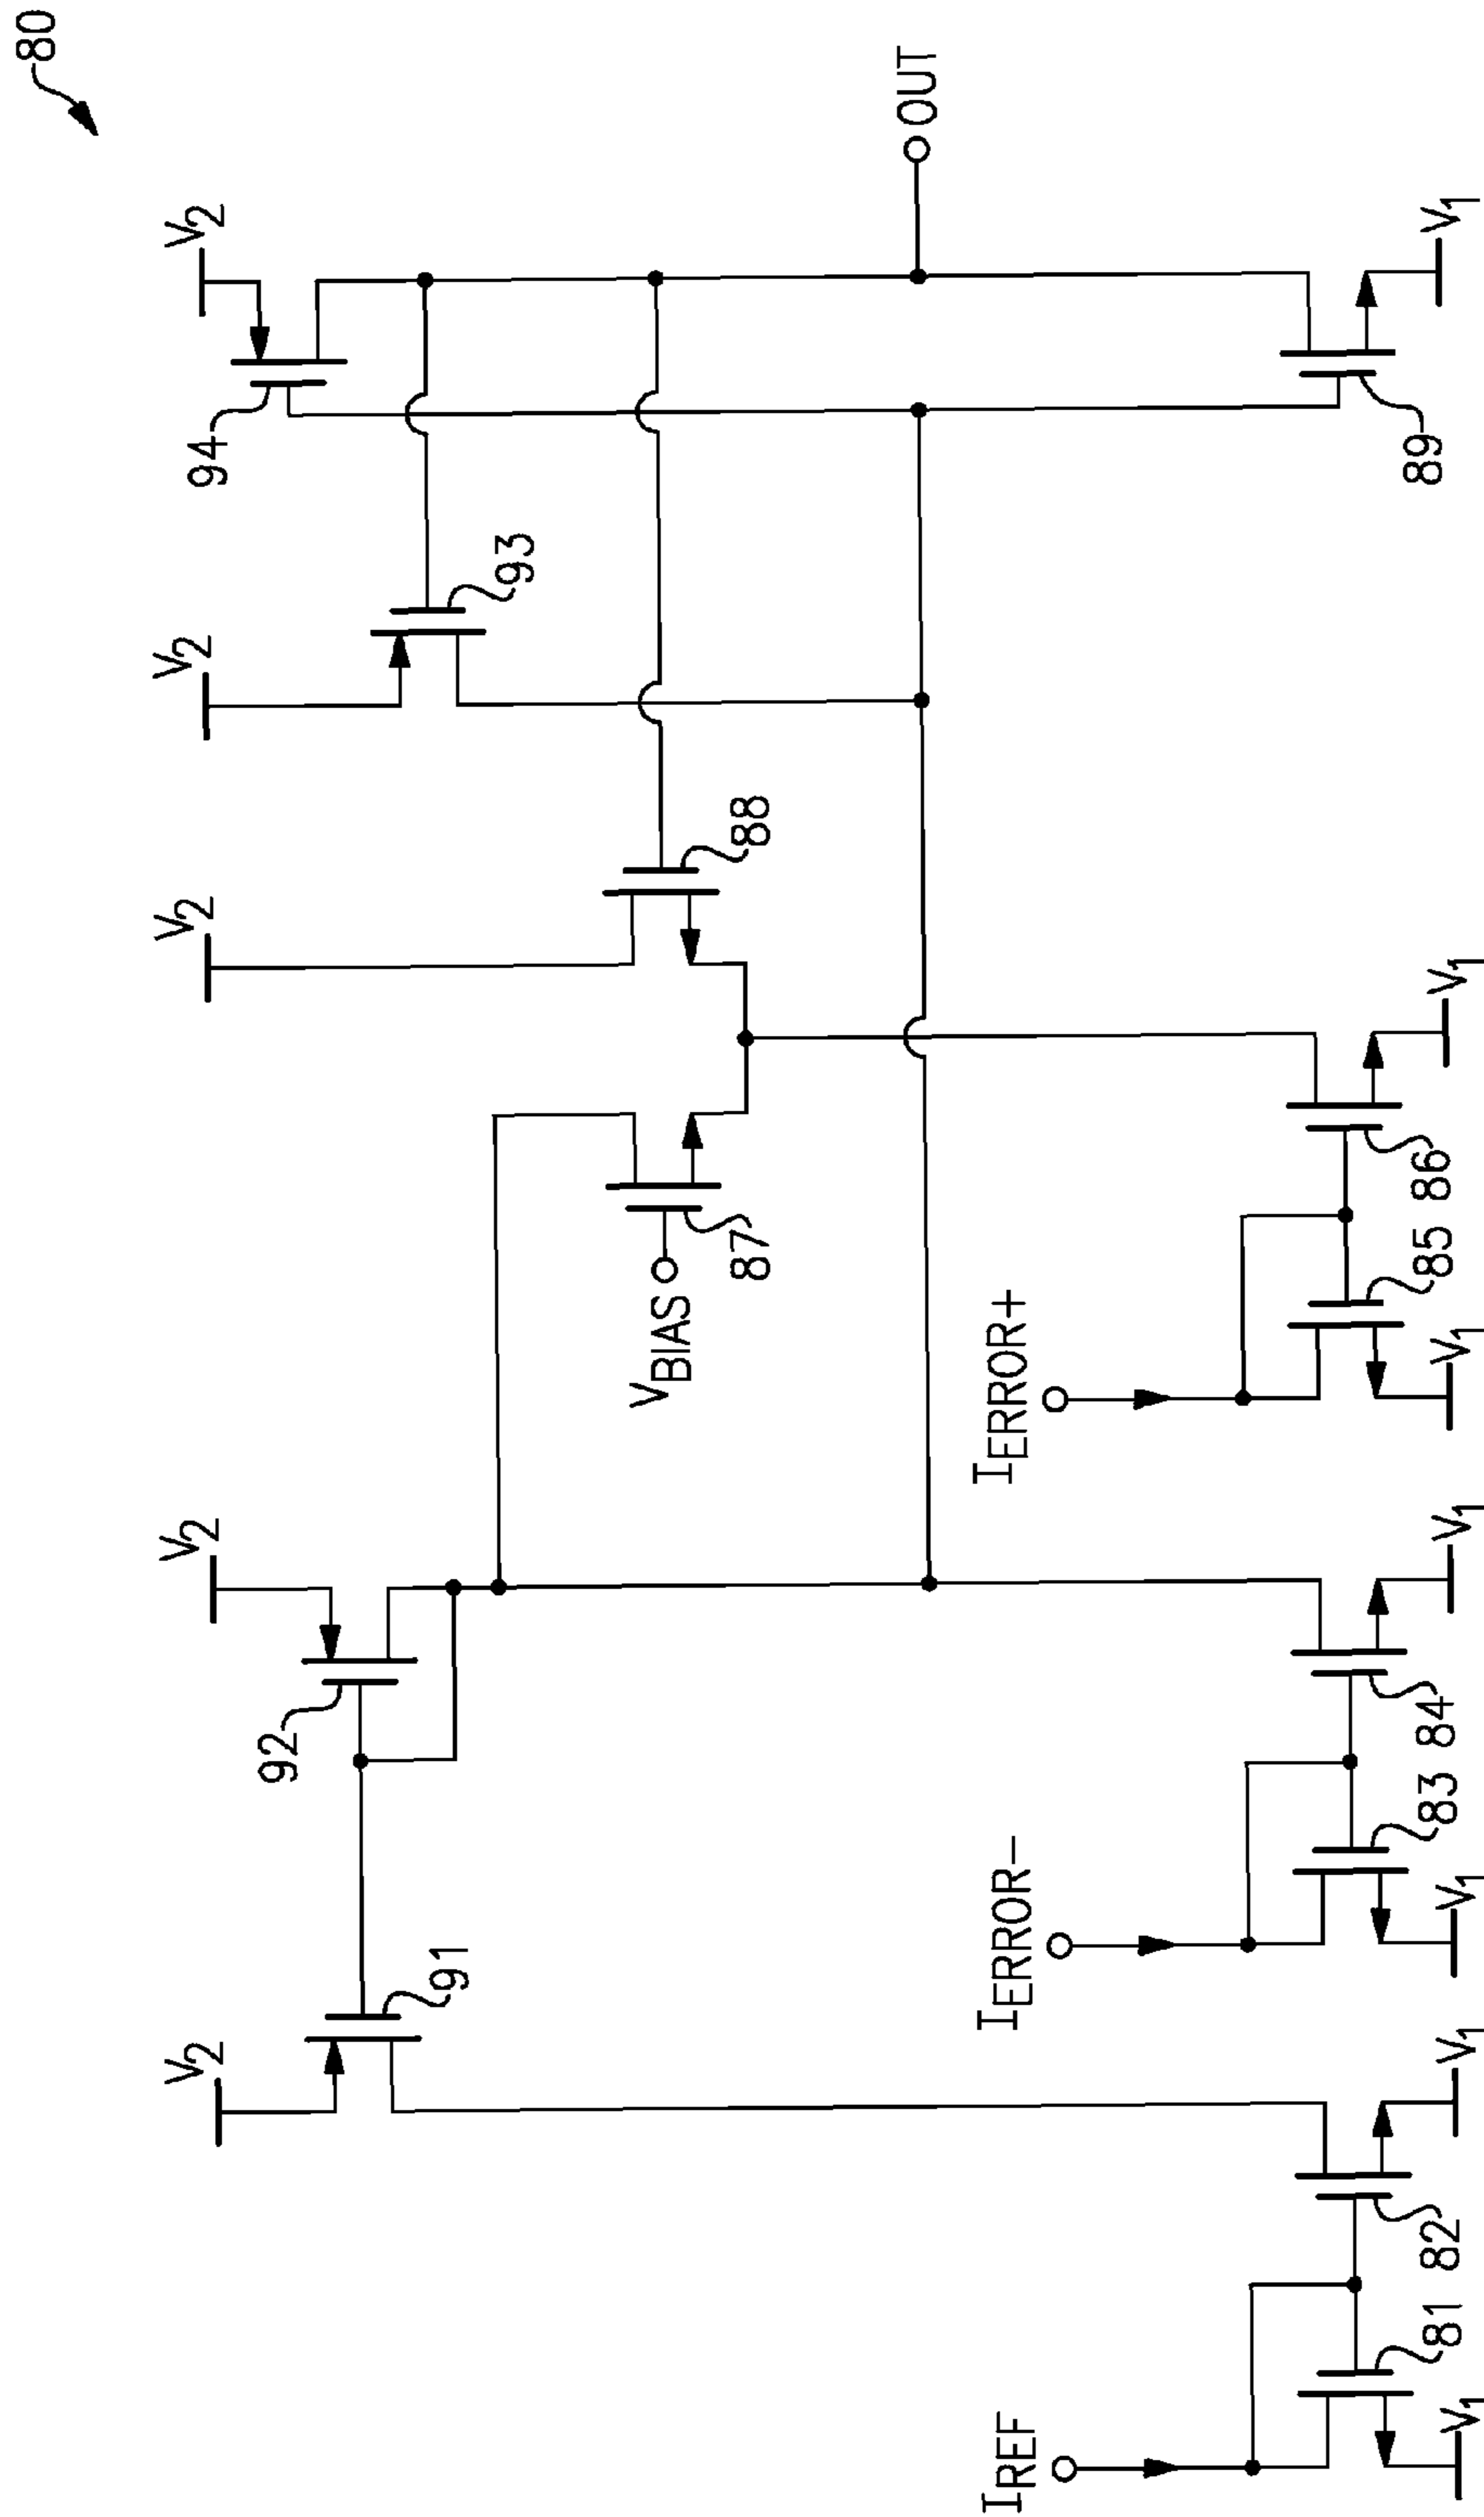 80
V2
V2
V2
V2
V2
94
93
92
91
88
87
VBIAS
OUT
IREF
IERROR-
IERROR+
81
82
83
84
85
86
89
V1
V1
V1
V1
V1
V1
V1